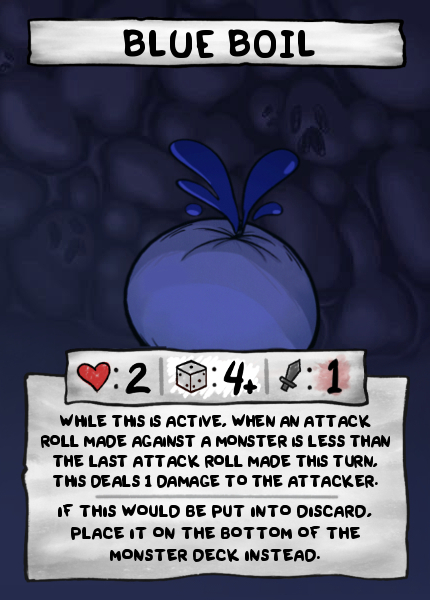 BLUE BOIL
2 4+ 1
WHILE THIS IS ACTIVE, WHEN AN ATTACK
ROLL MADE AGAINST A MONSTER IS LESS THAN
THE LAST ATTACK ROLL MADE THIS TURN,
THIS DEALS 1 DAMAGE TO THE ATTACKER.
IF THIS WOULD BE PUT INTO DISCARD,
PLACE IT ON THE BOTTOM OF THE
MONSTER DECK INSTEAD.